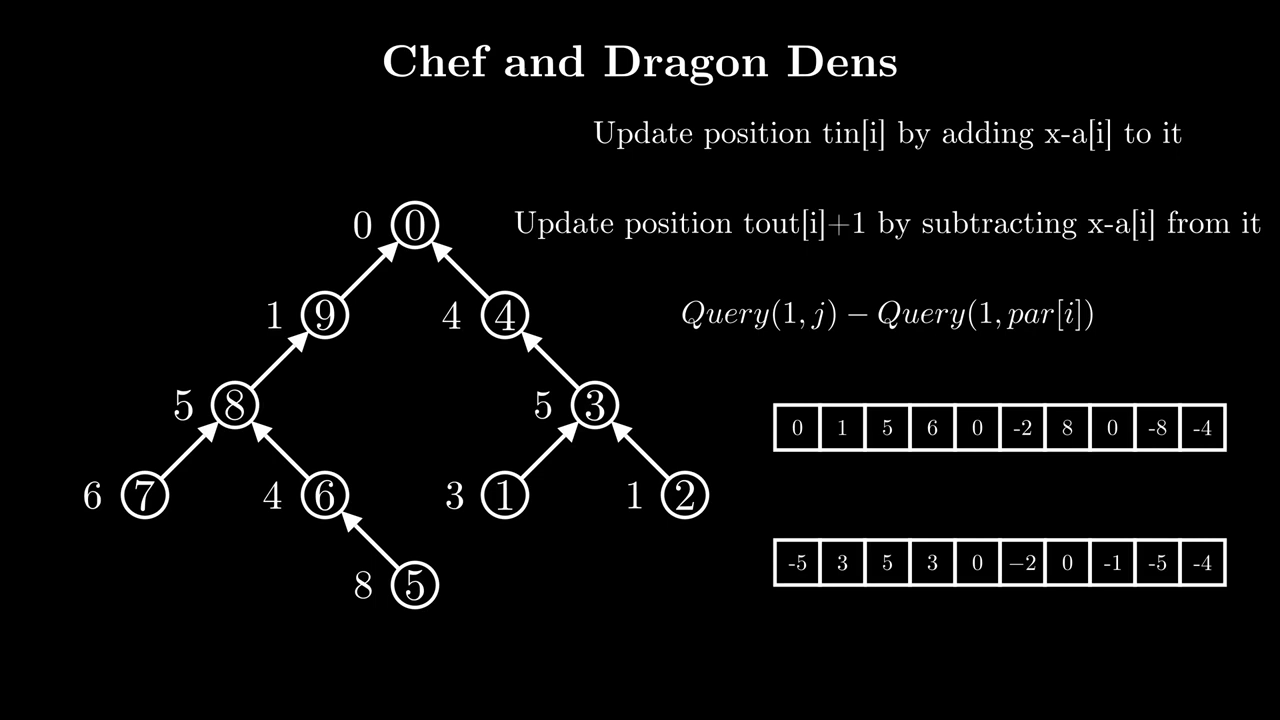 Chef and Dragon Dens
Update position tin[i] by adding x-a[i] to it
Update position tout[i]+1 by subtracting x-a[i] from it
Query(1, j) − Query(1, par[i])
0 0
1 9 4 4
5 8 5 3
6 7 4 6 3 1 1 2
8 5
0 1 5 6 0 -2 8 0 -8 -4
-5 3 5 3 0 −2 0 -1 -5 -4